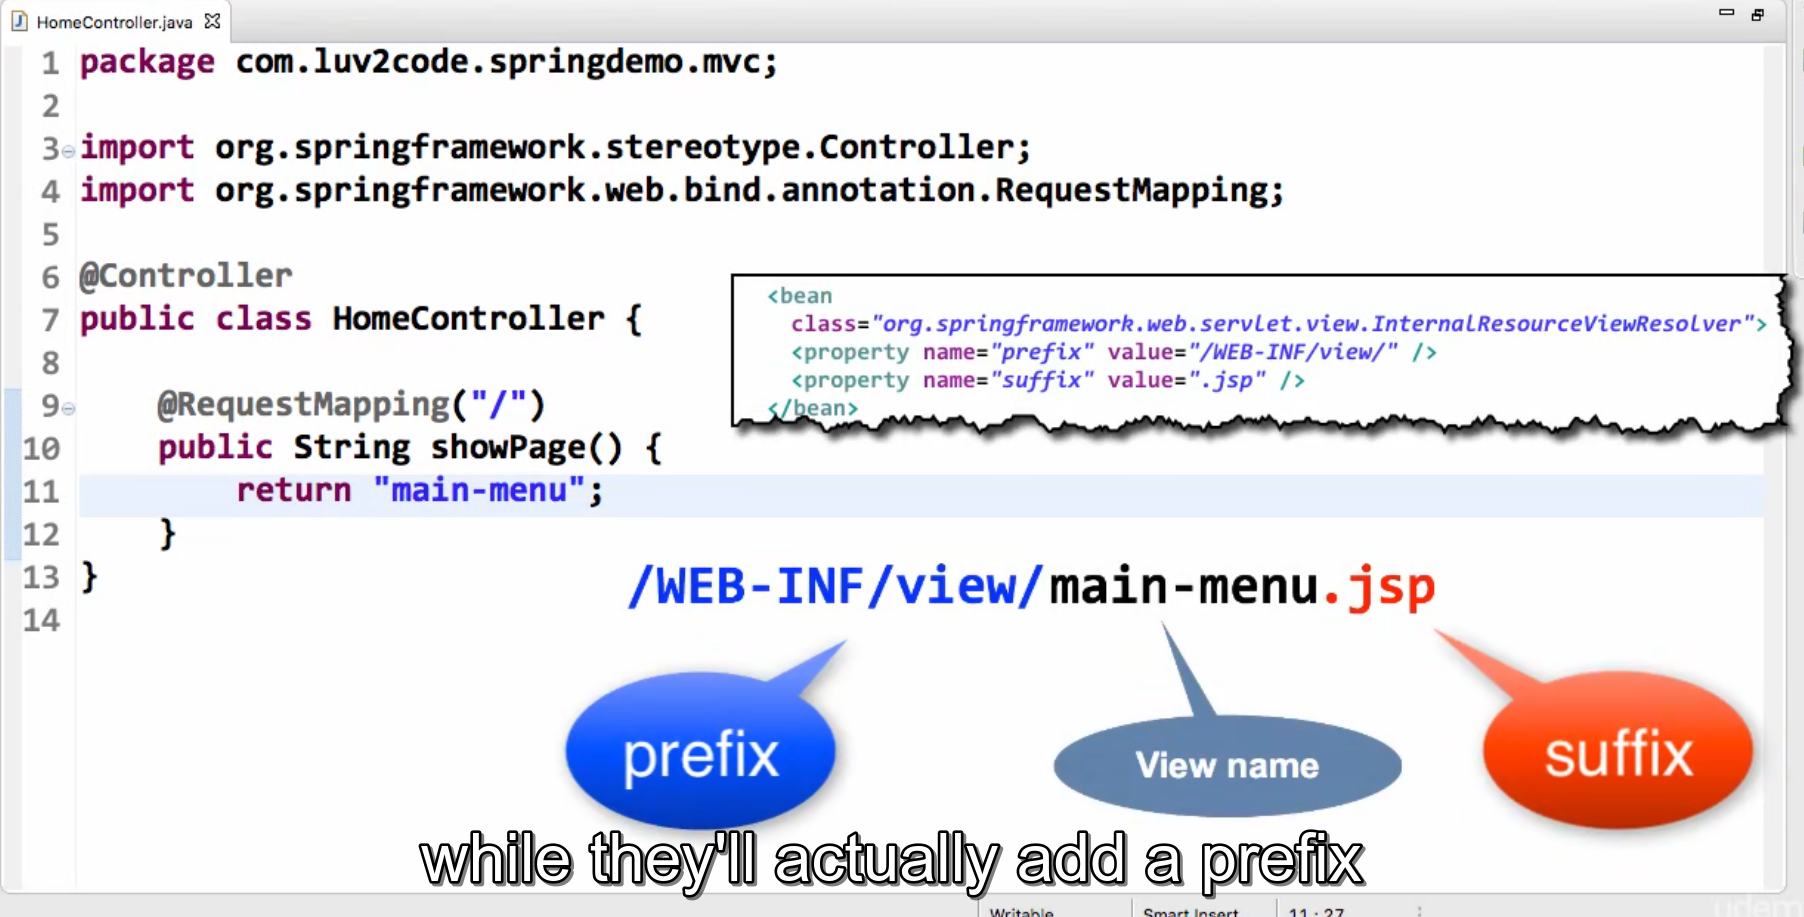 HomeController.java
1 package com.luv2code.springdemo.mvc;
2
3 import org.springframework.stereotype.Controller;
4 import org.springframework.web.bind.annotation.RequestMapping;
5
6 @Controller
7 public class HomeController {
8
9 @RequestMapping("/")
10 public String showPage() {
11 return "main-menu";
12 }
13 }
14
<bean
class="org.springframework.web.servlet.view.InternalResourceViewResolver">
<property name="prefix" value="/WEB-INF/view/" />
<property name="suffix" value=".jsp" />
</bean>
/WEB-INF/view/main-menu.jsp
prefix
View name
suffix
while they'll actually add a prefix
Writable Smart Insert 11 : 27
udemy